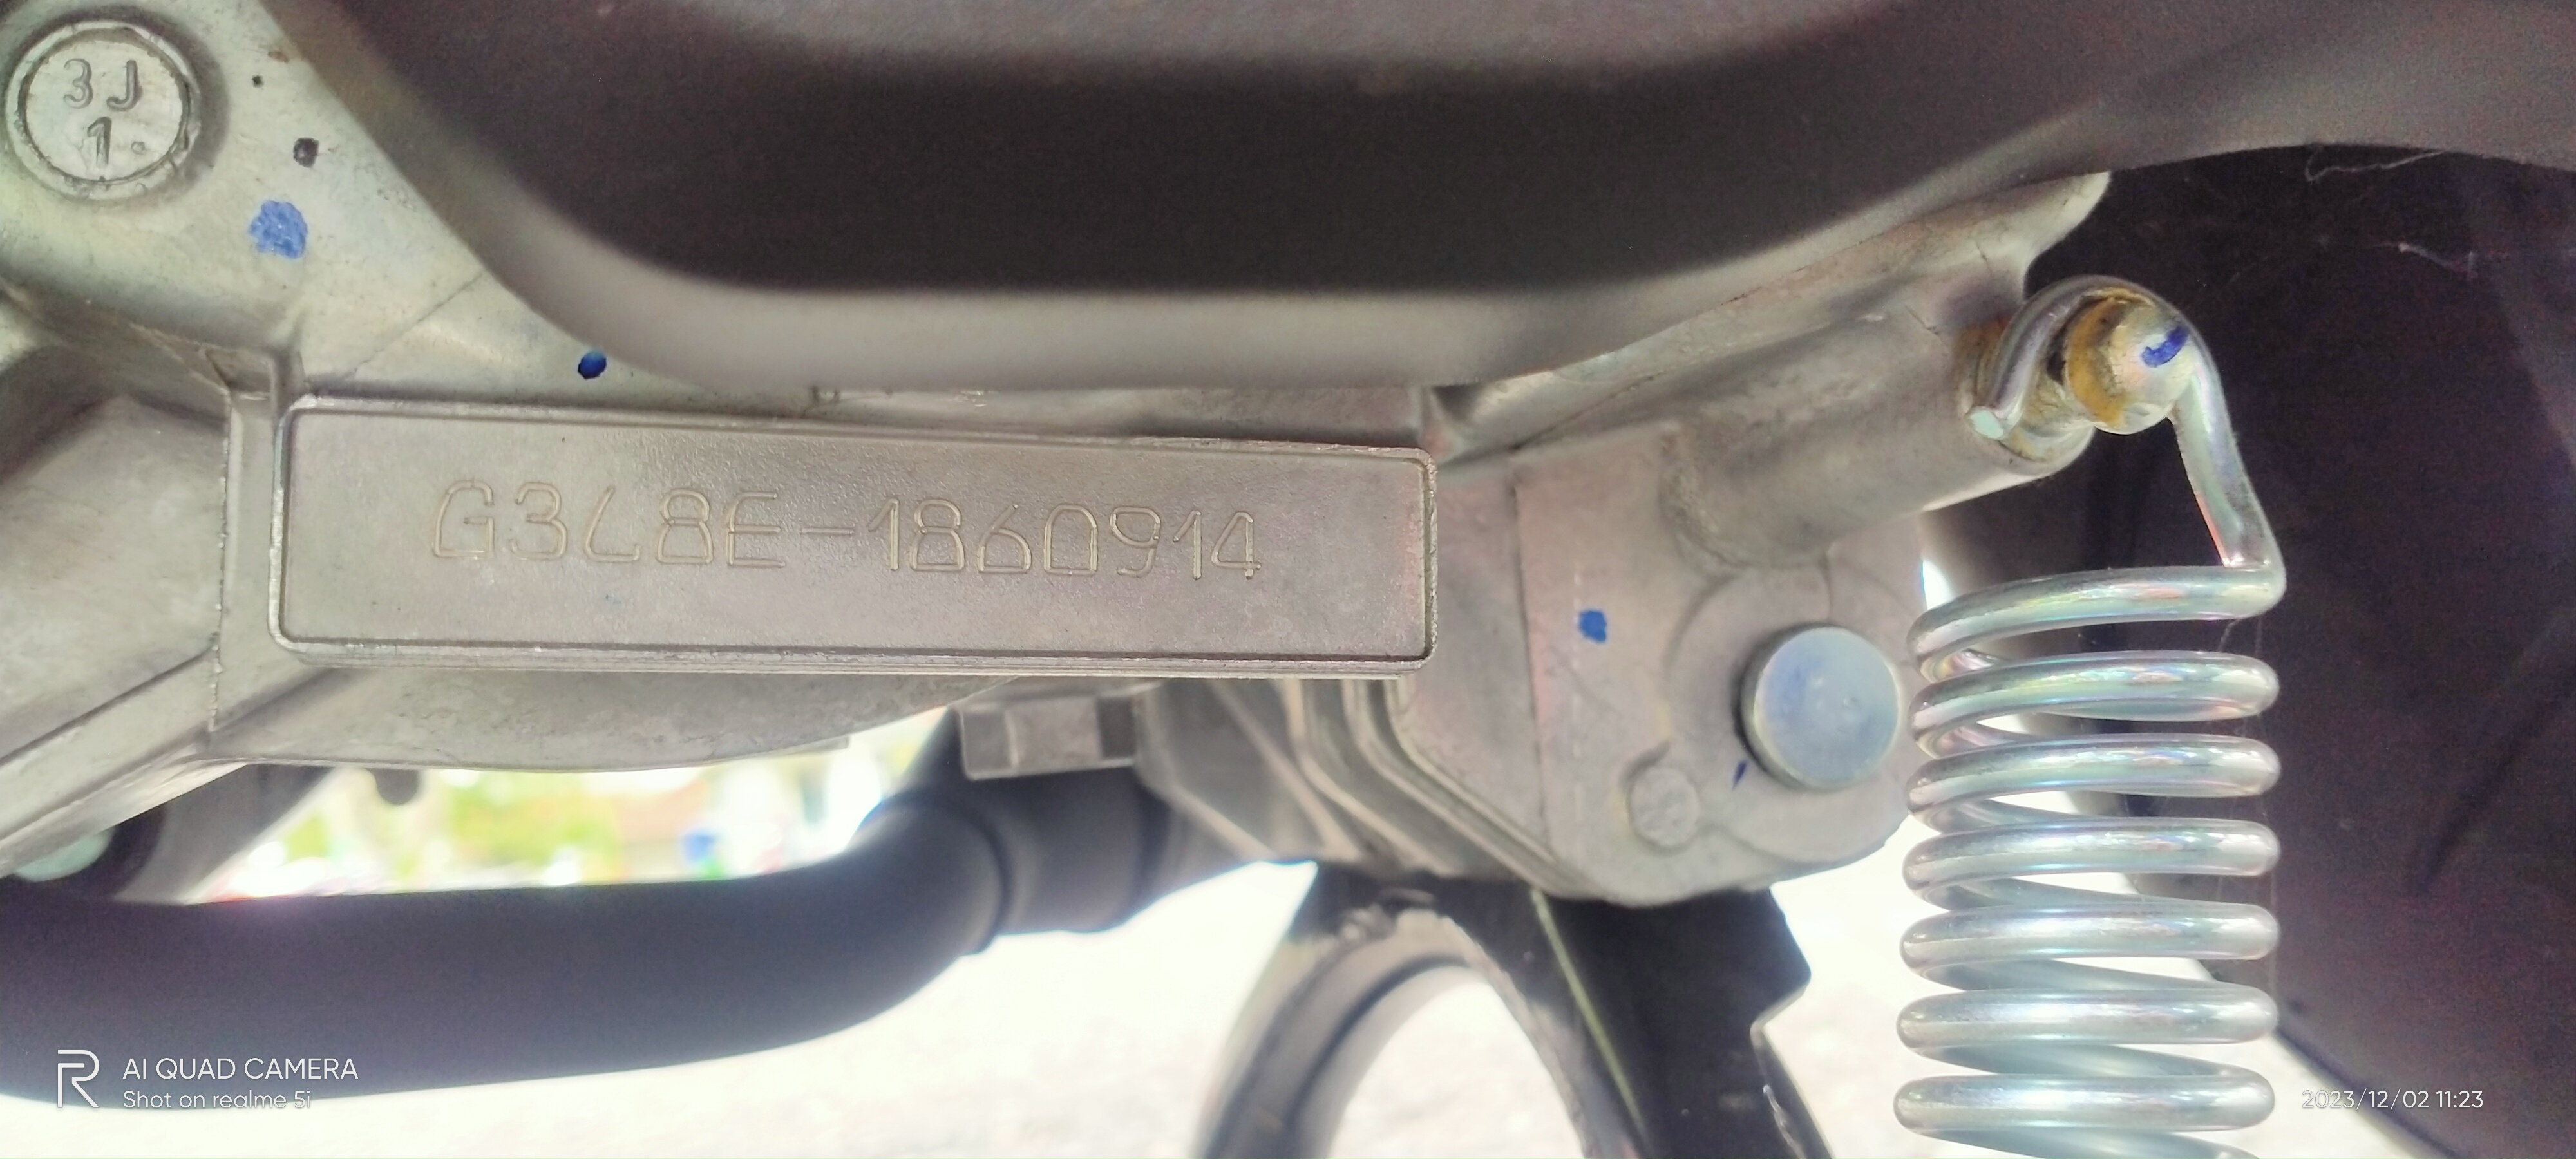 3J
1
G3L8E-1860914
AI QUAD CAMERA
Shot on realme 5i
2023/12/02 11:23